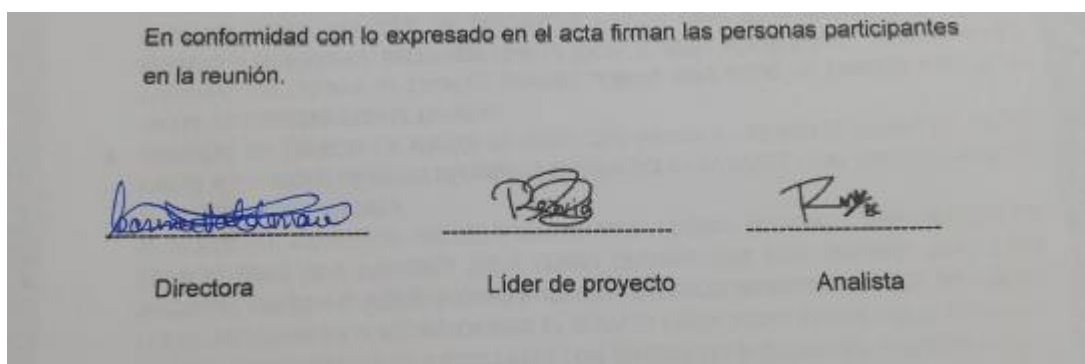 En conformidad con lo expresado en el acta firman las personas participantes
en la reunión.
Directora
Líder de proyecto
Analista